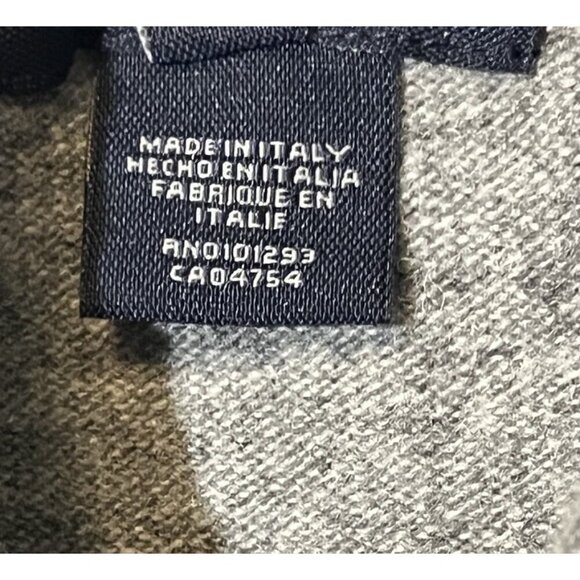 MADE IN ITALY
HECHO EN ITALIA
FABRIQUE EN
ITALIE
RN0101293
CA04754